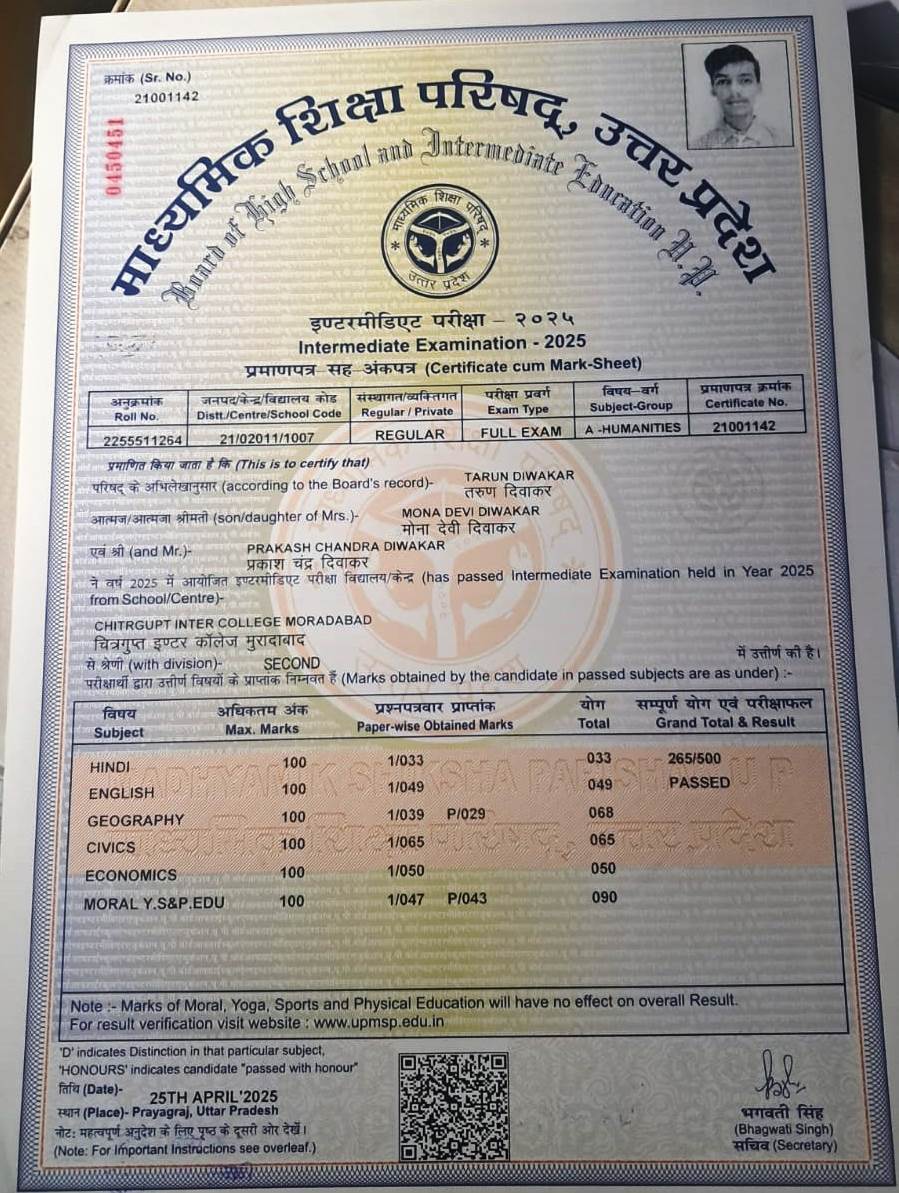 क्रमांक (Sr. No.)
21001142
0450451
माध्यमिक शिक्षा परिषद्, उत्तर प्रदेश
Board of High School and Intermediate Education U.P.
माध्यमिक शिक्षा परिषद्
उत्तर प्रदेश
इण्टरमीडिएट परीक्षा – २०२५
Intermediate Examination - 2025
प्रमाणपत्र सह अंकपत्र (Certificate cum Mark-Sheet)
अनुक्रमांक जनपद/केन्द्र/विद्यालय कोड संस्थागत/व्यक्तिगत परीक्षा प्रवर्ग विषय-वर्ग प्रमाणपत्र क्रमांक
Roll No. Distt./Centre/School Code Regular / Private Exam Type Subject-Group Certificate No.
2255511264 21/02011/1007 REGULAR FULL EXAM A -HUMANITIES 21001142
प्रमाणित किया जाता है कि (This is to certify that)
परिषद् के अभिलेखानुसार (according to the Board's record)- TARUN DIWAKAR
तरुण दिवाकर
आत्मज/आत्मजा श्रीमती (son/daughter of Mrs.)- MONA DEVI DIWAKAR
मोना देवी दिवाकर
एवं श्री (and Mr.)- PRAKASH CHANDRA DIWAKAR
प्रकाश चंद्र दिवाकर
ने वर्ष 2025 में आयोजित इण्टरमीडिएट परीक्षा विद्यालय/केन्द्र (has passed Intermediate Examination held in Year 2025
from School/Centre)-
CHITRGUPT INTER COLLEGE MORADABAD
चित्रगुप्त इण्टर कॉलेज मुरादाबाद
से श्रेणी (with division)- SECOND में उत्तीर्ण की है।
परीक्षार्थी द्वारा उत्तीर्ण विषयों के प्राप्तांक निम्नवत हैं (Marks obtained by the candidate in passed subjects are as under) :-
विषय अधिकतम अंक प्रश्नपत्रवार प्राप्तांक योग सम्पूर्ण योग एवं परीक्षाफल
Subject Max. Marks Paper-wise Obtained Marks Total Grand Total & Result
HINDI 100 1/033 033 265/500
ENGLISH 100 1/049 049 PASSED
GEOGRAPHY 100 1/039 P/029 068
CIVICS 100 1/065 065
ECONOMICS 100 1/050 050
MORAL Y.S&P.EDU 100 1/047 P/043 090
MADHYAMIK SHIKSHA PARISHAD U P
माध्यमिक शिक्षा परिषद्, उत्तर प्रदेश
Note :- Marks of Moral, Yoga, Sports and Physical Education will have no effect on overall Result.
For result verification visit website : www.upmsp.edu.in
'D' indicates Distinction in that particular subject,
'HONOURS' indicates candidate "passed with honour"
तिथि (Date)- 25TH APRIL'2025
स्थान (Place)- Prayagraj, Uttar Pradesh
नोट: महत्वपूर्ण अनुदेश के लिए पृष्ठ के दूसरी ओर देखें।
(Note: For Important Instructions see overleaf.)
भगवती सिंह
(Bhagwati Singh)
सचिव (Secretary)